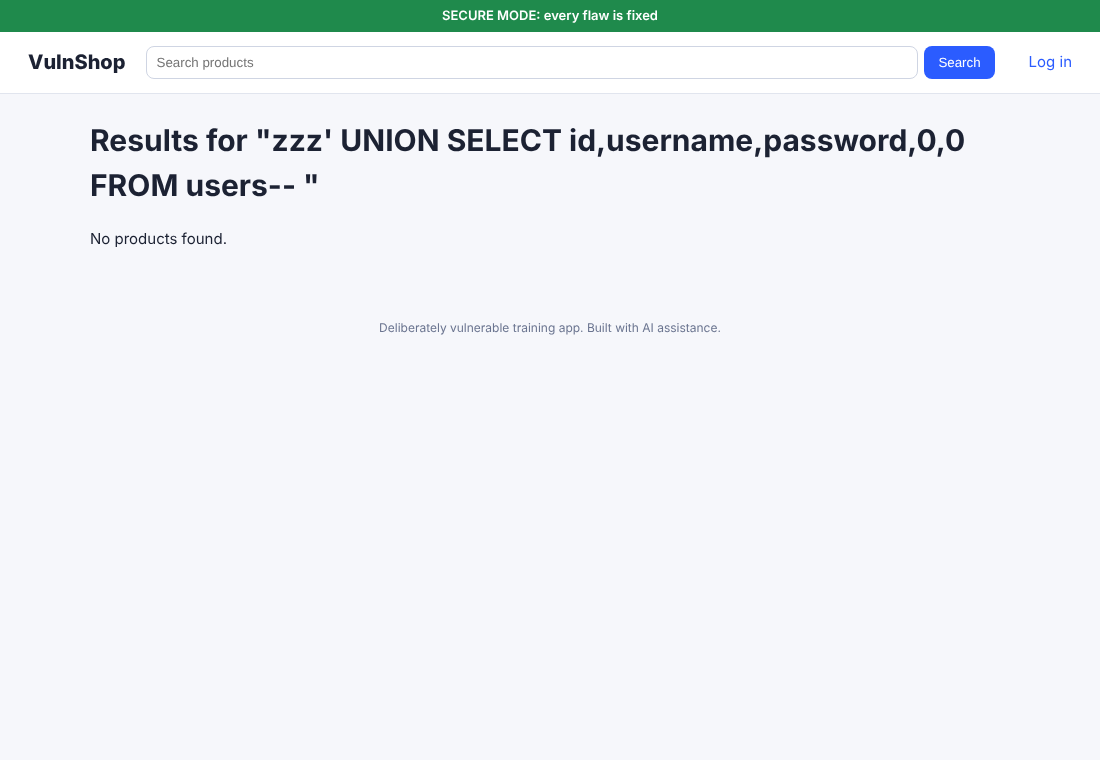 SECURE MODE: every flaw is fixed
VulnShop
Search products
Search
Log in
Results for "zzz' UNION SELECT id,username,password,0,0
FROM users-- "
No products found.
Deliberately vulnerable training app. Built with AI assistance.